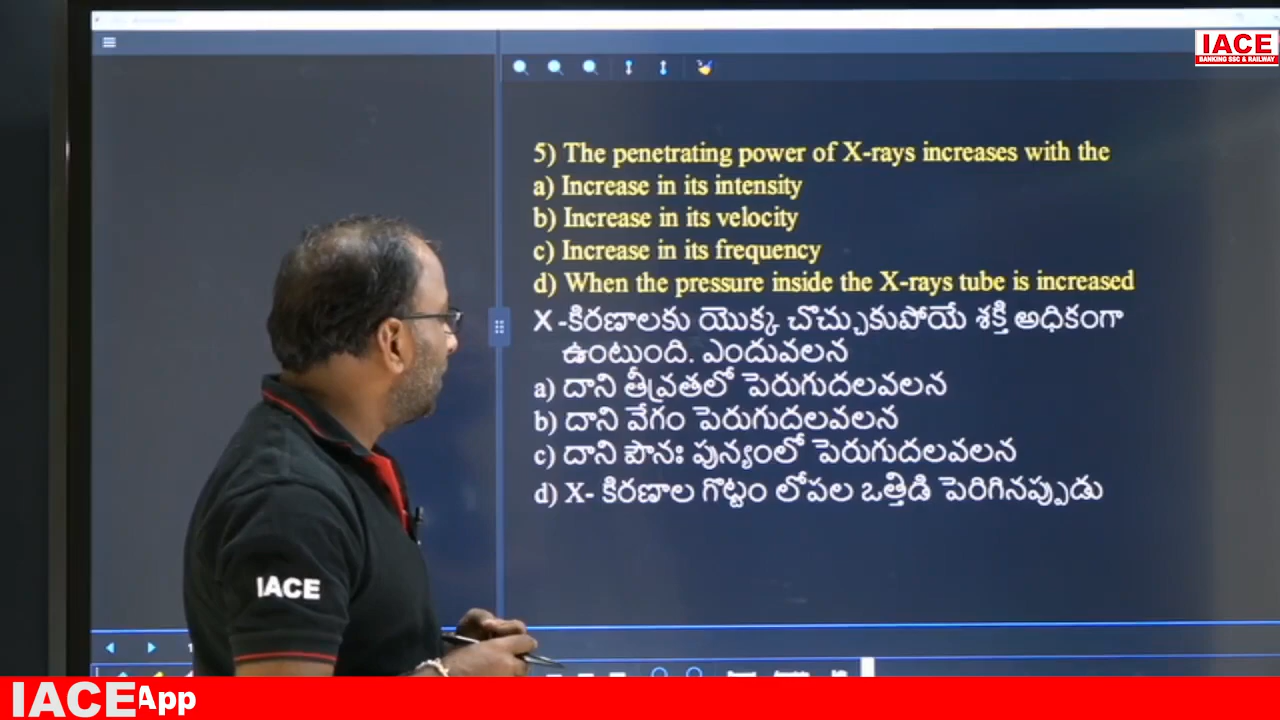 IACE
BANKING SSC & RAILWAY
5) The penetrating power of X-rays increases with the
a) Increase in its intensity
b) Increase in its velocity
c) Increase in its frequency
d) When the pressure inside the X-rays tube is increased
X -కిరణాలకు యొక్క చొచ్చుకుపోయే శక్తి అధికంగా
ఉంటుంది. ఎందువలన
a) దాని తీవ్రతలో పెరుగుదలవలన
b) దాని వేగం పెరుగుదలవలన
c) దాని పౌనః పున్యంలో పెరుగుదలవలన
d) X- కిరణాల గొట్టం లోపల ఒత్తిడి పెరిగినప్పుడు
IACE
IACE App